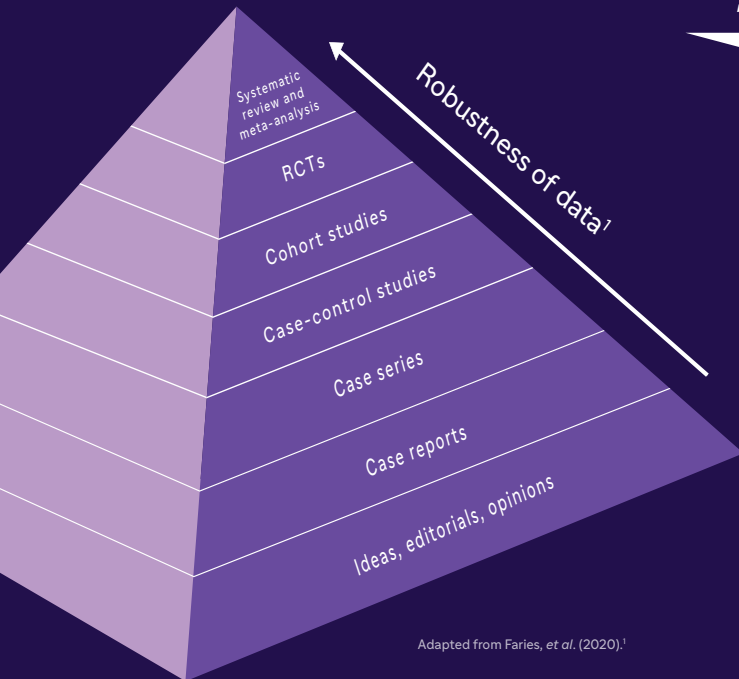 Systematic
review and
meta-analysis
RCTs
Cohort studies
Case-control studies
Case series
Case reports
Ideas, editorials, opinions
Robustness of data¹
Adapted from Faries, et al. (2020).¹